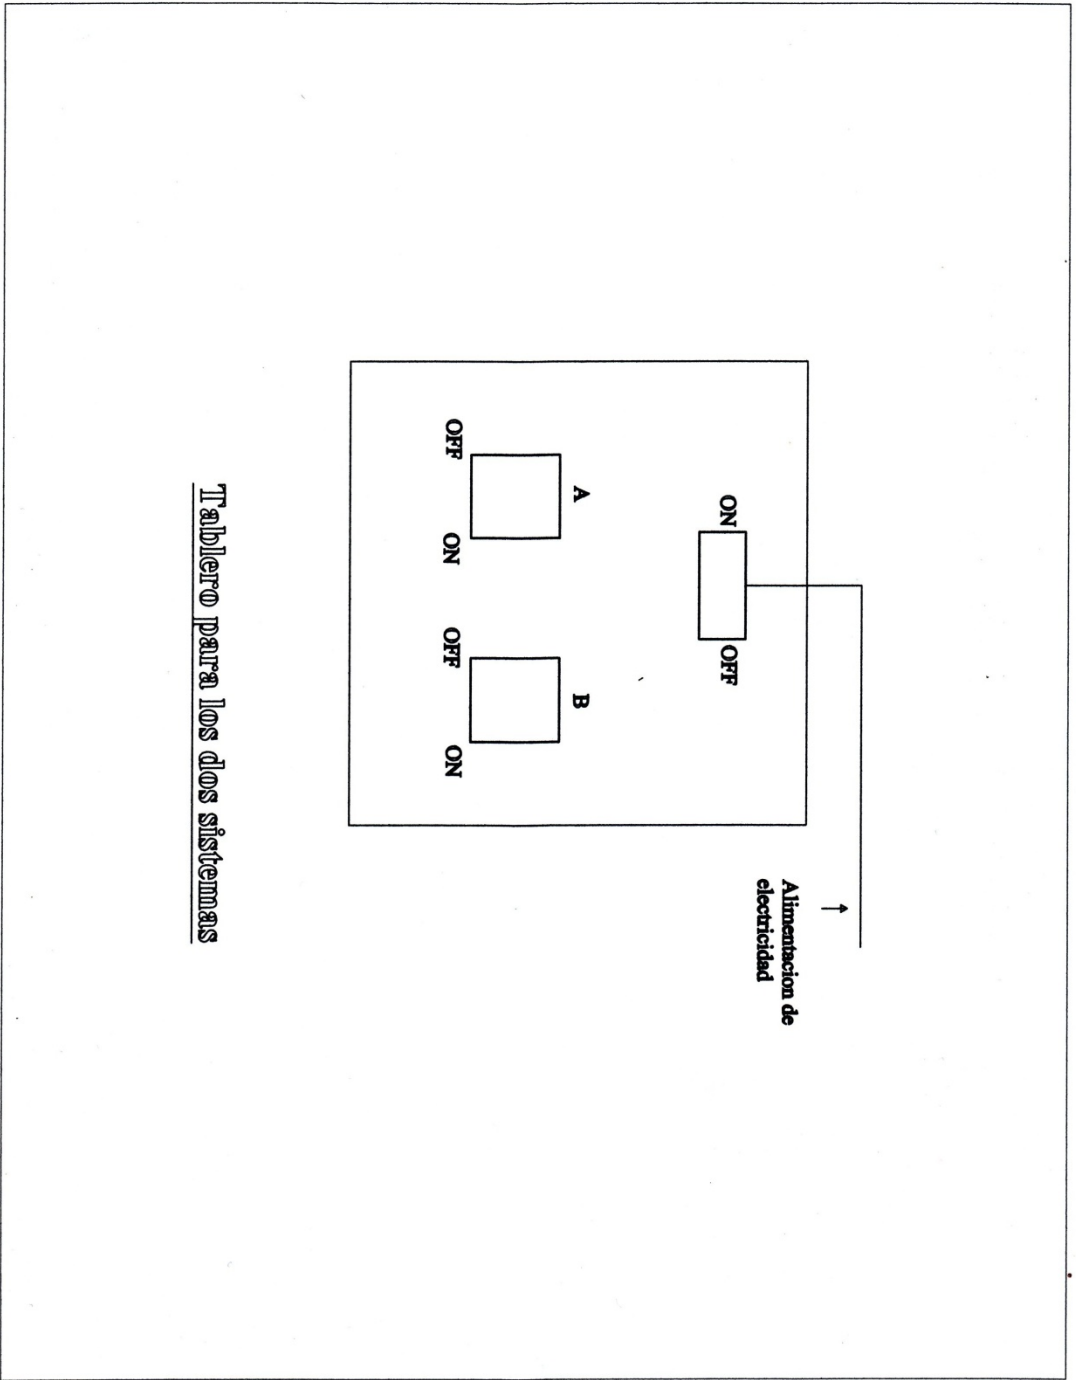 Alimentacion de
electricidad
ON
OFF
A
B
OFF
ON
OFF
ON
Tablero para los dos sistemas